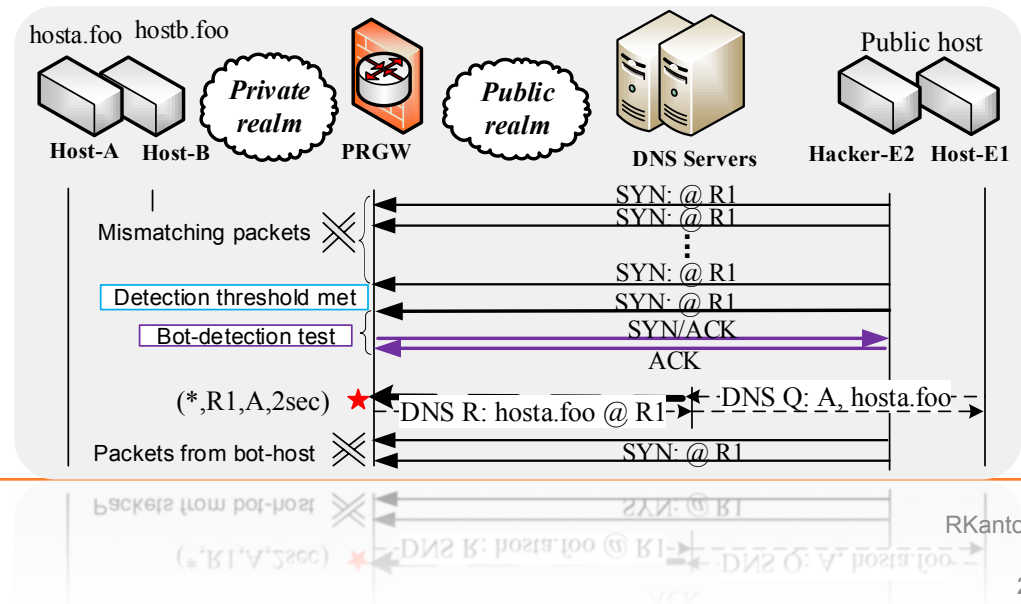 hosta.foo hostb.foo
Public host
Private realm
Public realm
Host-A Host-B PRGW DNS Servers Hacker-E2 Host-E1
SYN: @ R1
SYN: @ R1
Mismatching packets
SYN: @ R1
Detection threshold met
SYN: @ R1
Bot-detection test
SYN/ACK
ACK
(*,R1,A,2sec)
DNS R: hosta.foo @ R1
DNS Q: A, hosta.foo
Packets from bot-host
SYN: @ R1
RKanto
2